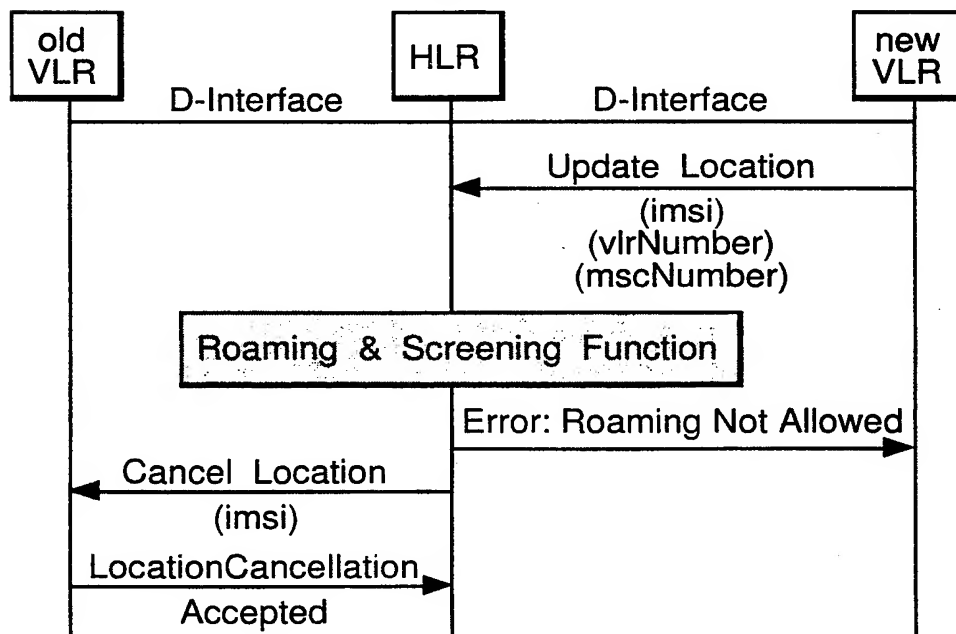 old
VLR
HLR
new
VLR
D-Interface
D-Interface
Update Location
(imsi)
(vlrNumber)
(mscNumber)
Roaming & Screening Function
Error: Roaming Not Allowed
Cancel Location
(imsi)
LocationCancellation
Accepted